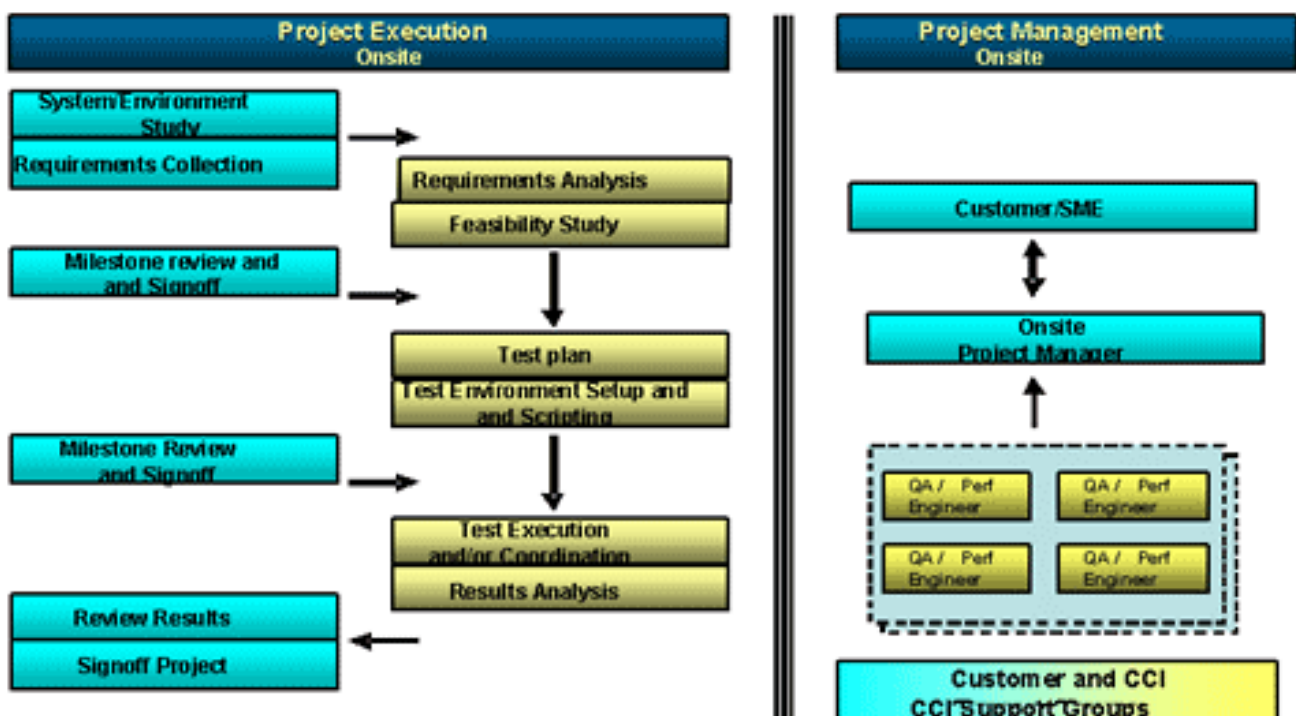 Project Execution
Onsite
System/Environment
Study
Requirements Collection
Requirements Analysis
Feasibility Study
Milestone review and
and Signoff
Test plan
Test Environment Setup and
and Scripting
Milestone Review
and Signoff
Test Execution
and/or Coordination
Results Analysis
Review Results
Signoff Project
Project Management
Onsite
Customer/SME
Onsite
Project Manager
QA / Perf
Engineer
QA / Perf
Engineer
QA / Perf
Engineer
QA / Perf
Engineer
Customer and CCI
CCI Support Groups